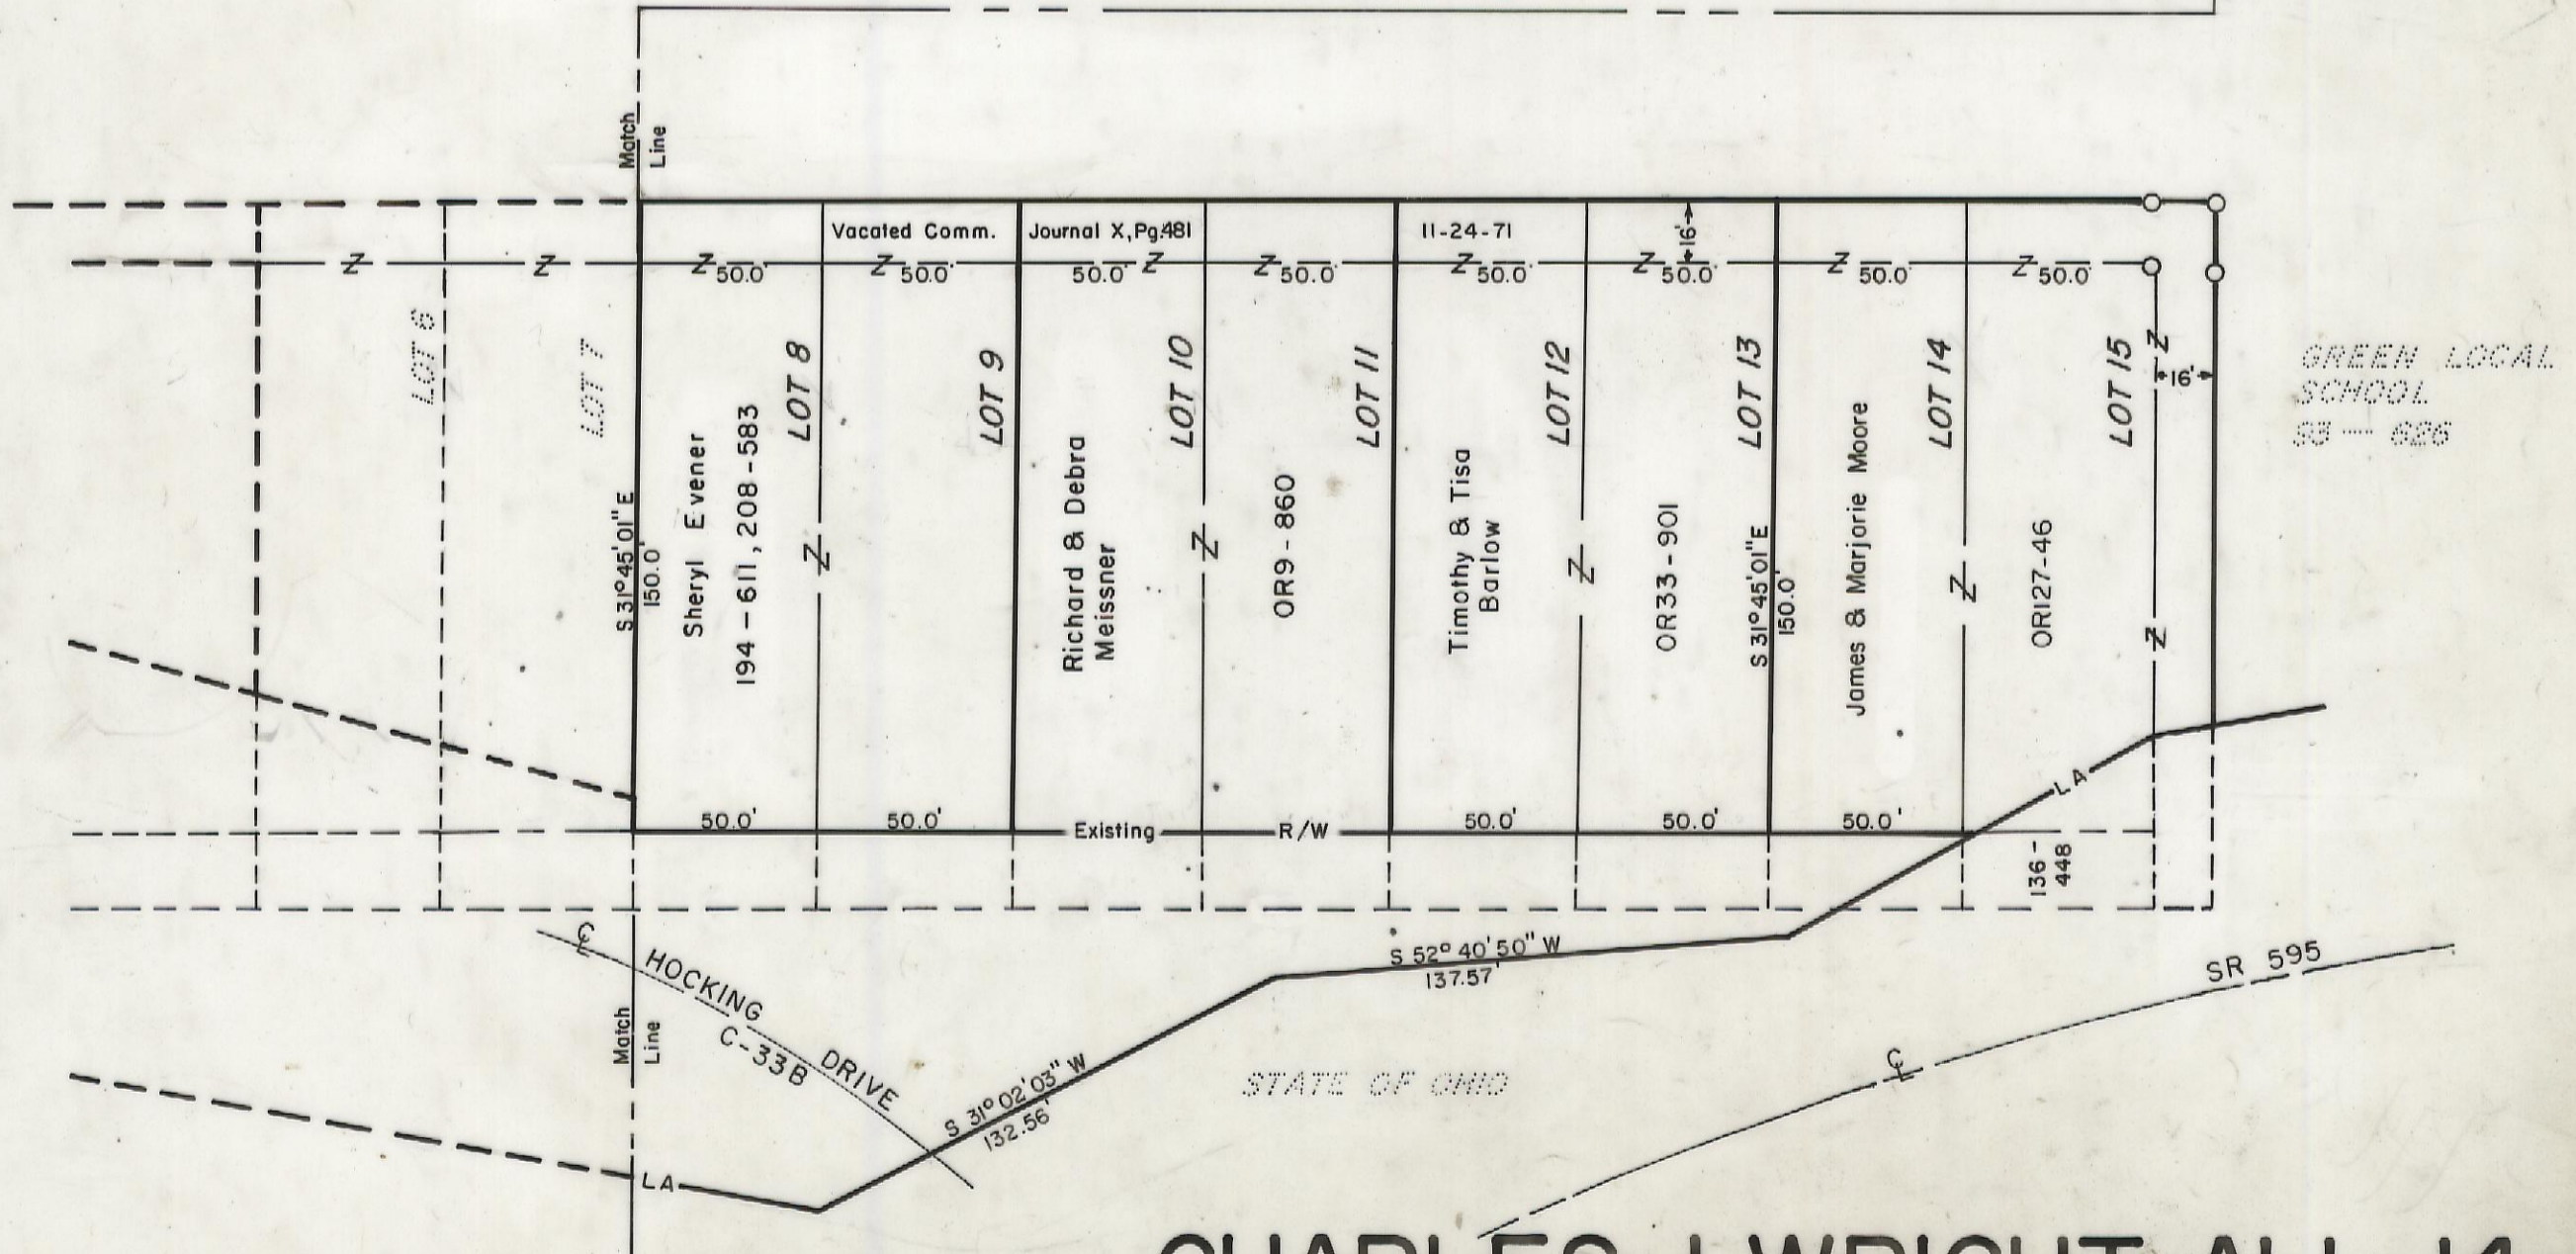 Match
Line
Vacated Comm.
Journal X, Pg.481
11-24-71
16'
Z
Z
Z
50.0'
Z
50.0'
50.0'
Z
Z
50.0'
Z
50.0'
Z
50.0'
Z
50.0'
Z
50.0'
LOT 6
LOT 7
LOT 8
LOT 9
LOT 10
LOT 11
LOT 12
LOT 13
LOT 14
LOT 15
Z
16'
GREEN LOCAL
SCHOOL
93 — 626
S 31°45'01" E
150.0'
Sheryl Evener
194 - 611, 208 - 583
Z
Richard & Debra
Meissner
Z
OR9 - 860
Timothy & Tisa
Barlow
Z
OR33 - 901
S 31°45'01" E
150.0'
James & Marjorie Moore
Z
OR127-46
Z
LA
50.0'
50.0'
Existing
R/W
50.0'
50.0'
50.0'
136 -
448
℄
HOCKING DRIVE
C-33B
S 52° 40' 50" W
137.57'
SR 595
℄
Match
Line
S 31° 02' 03" W
132.56'
STATE OF OHIO
LA